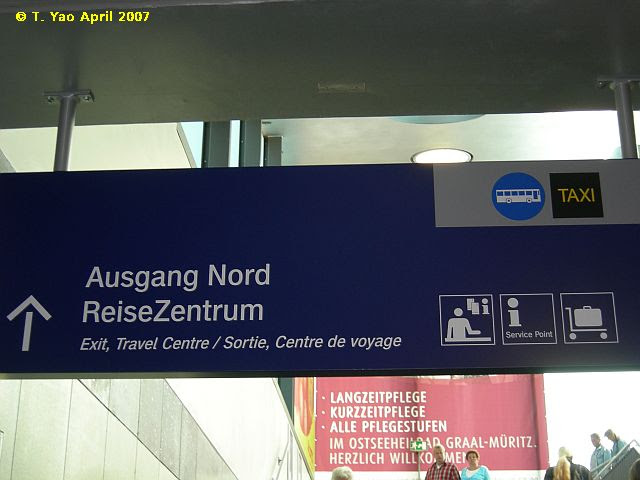 © T. Yao April 2007
TAXI
Ausgang Nord
ReiseZentrum
Exit, Travel Centre / Sortie, Centre de voyage
Service Point
· LANGZEITPFLEGE
· KURZZEITPFLEGE
· ALLE PFLEGESTUFEN
IM OSTSEEHEILBAD GRAAL-MÜRITZ.
HERZLICH WILLKOMMEN